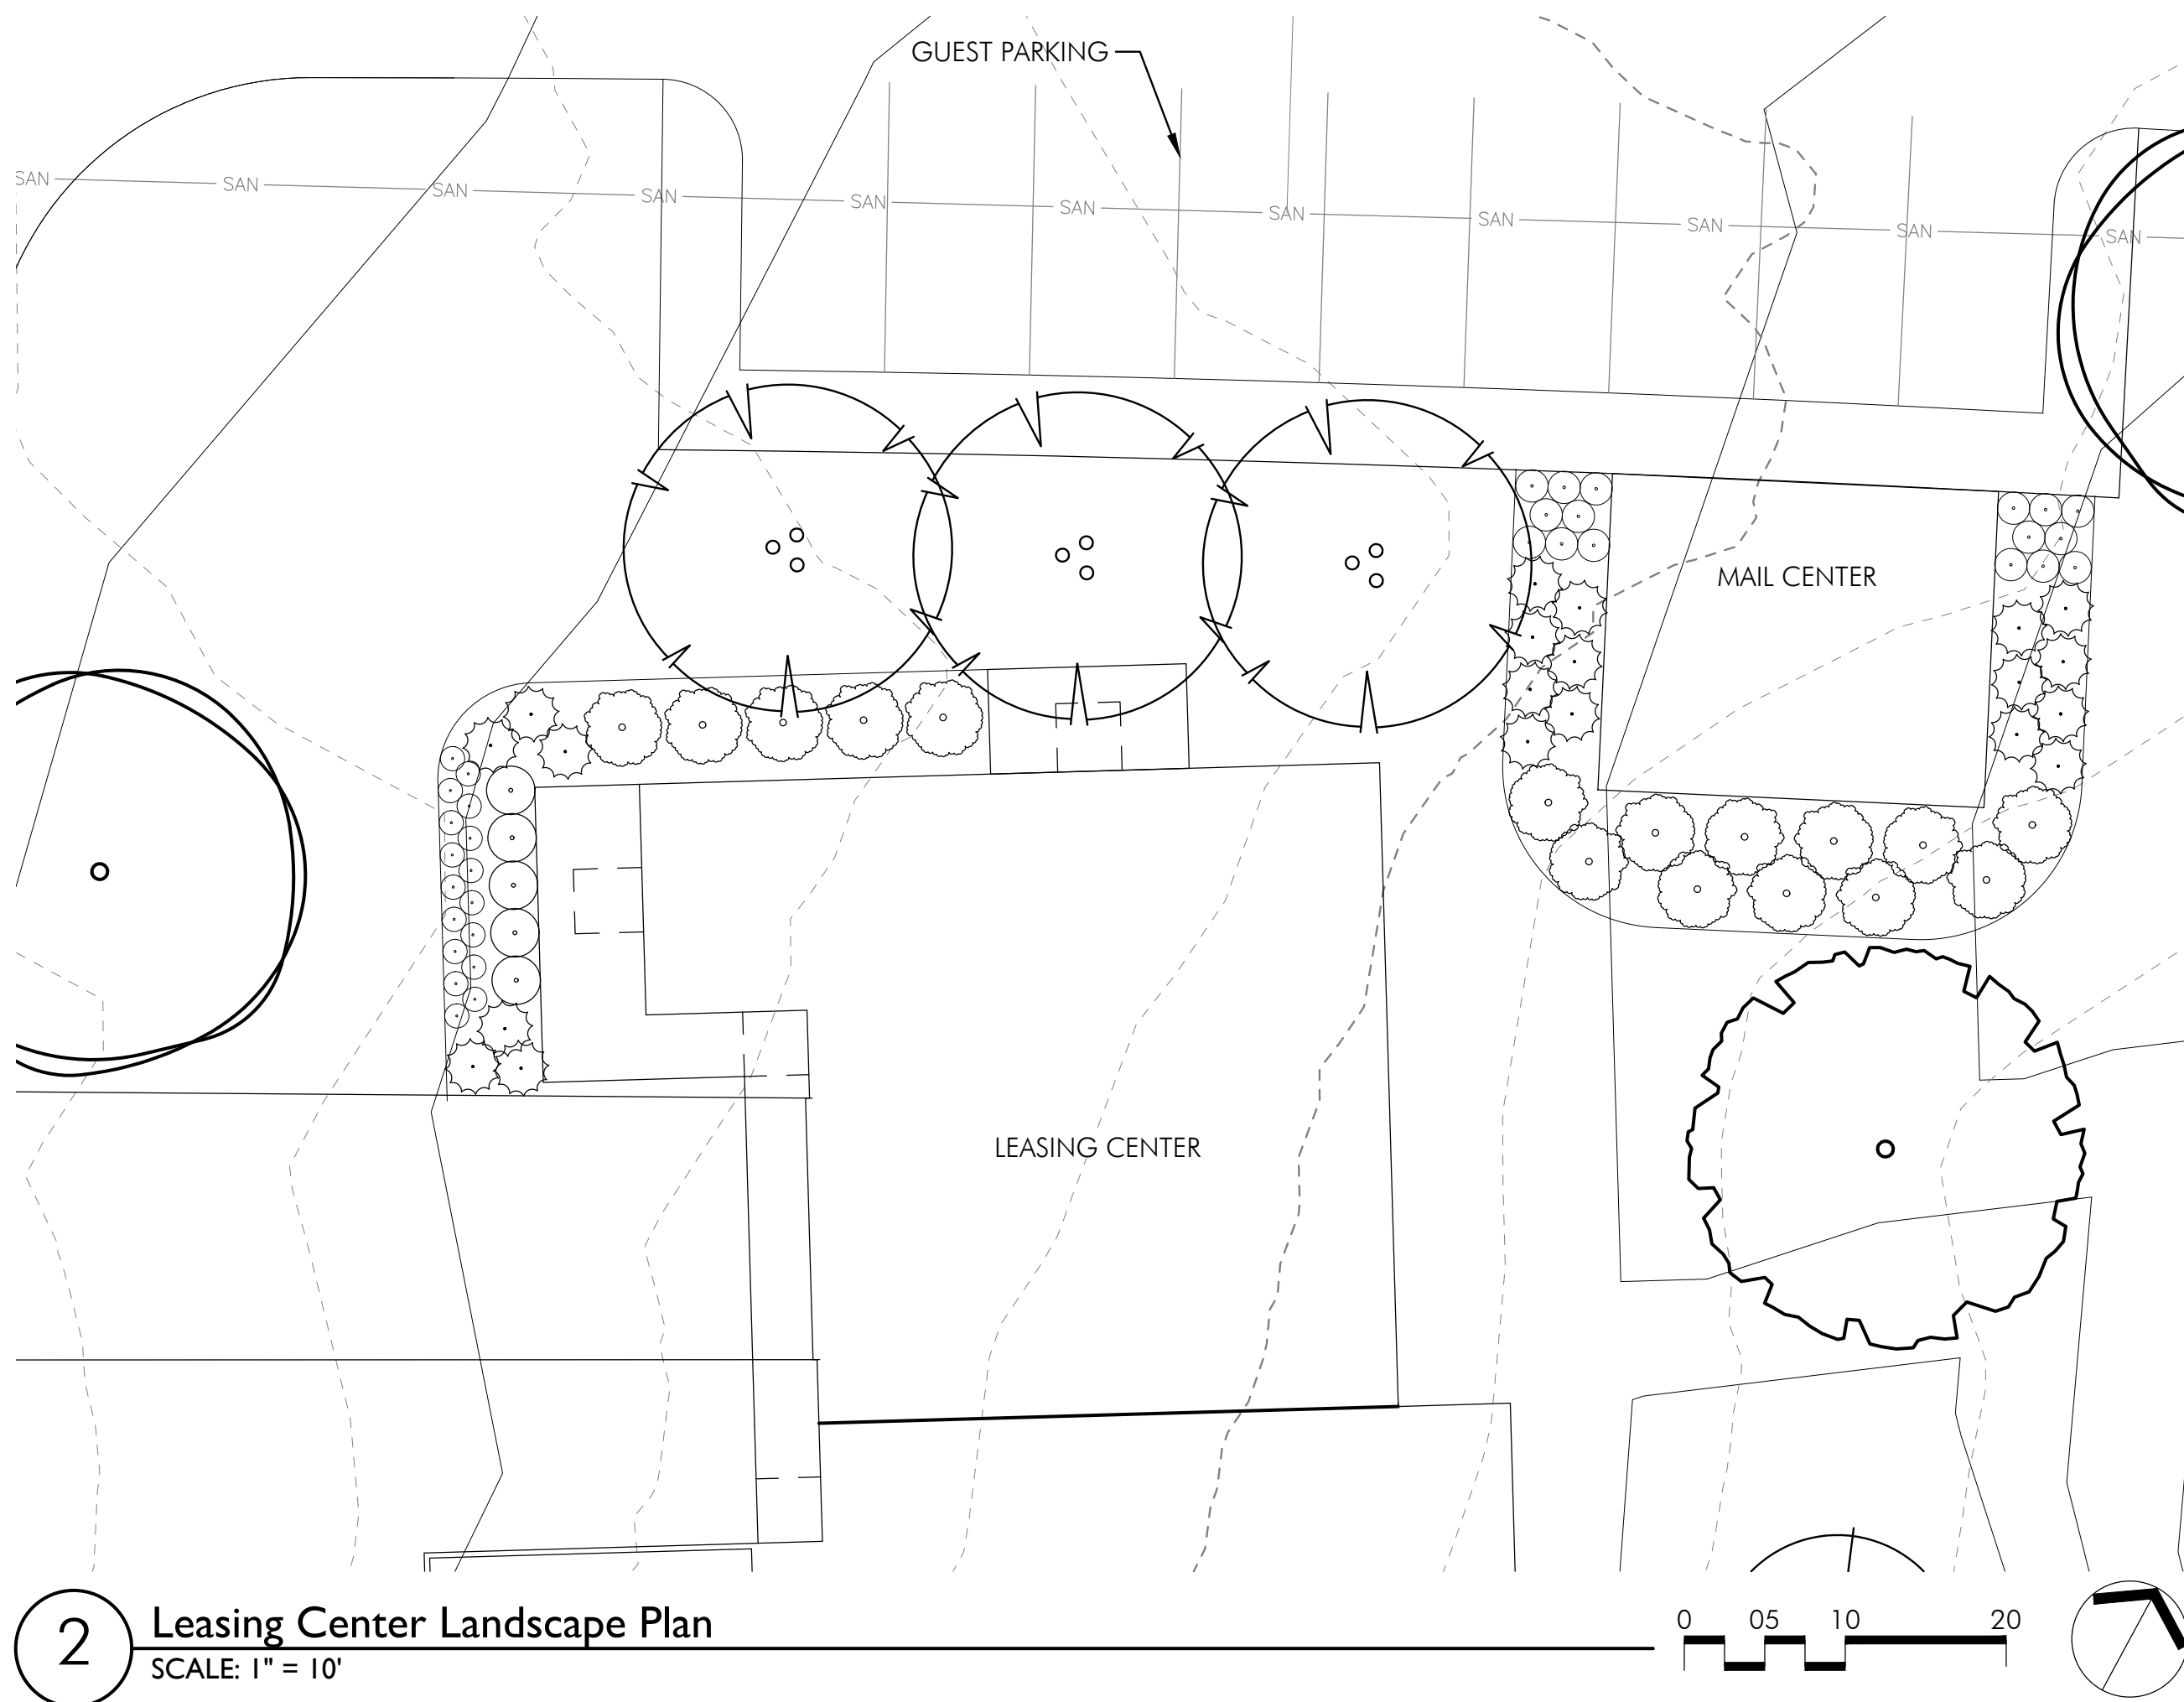 GUEST PARKING
SAN
SAN
SAN
SAN
SAN
SAN
SAN
SAN
SAN
SAN
SAN
MAIL CENTER
LEASING CENTER
2
Leasing Center Landscape Plan
SCALE: 1" = 10'
0 05 10 20